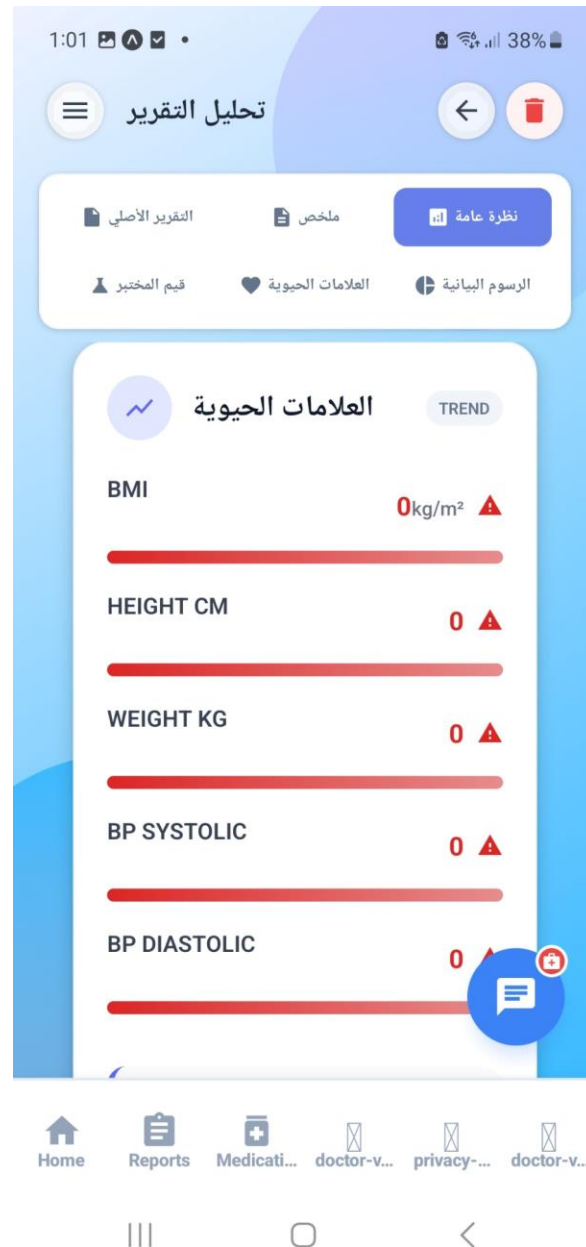 1:01 38%
تحليل التقرير
نظرة عامة ملخص التقرير الأصلي
الرسوم البيانية العلامات الحيوية قيم المختبر
العلامات الحيوية TREND
BMI
0kg/m²
HEIGHT CM
0
WEIGHT KG
0
BP SYSTOLIC
0
BP DIASTOLIC
0
Home Reports Medicati... doctor-v... privacy-... doctor-v...